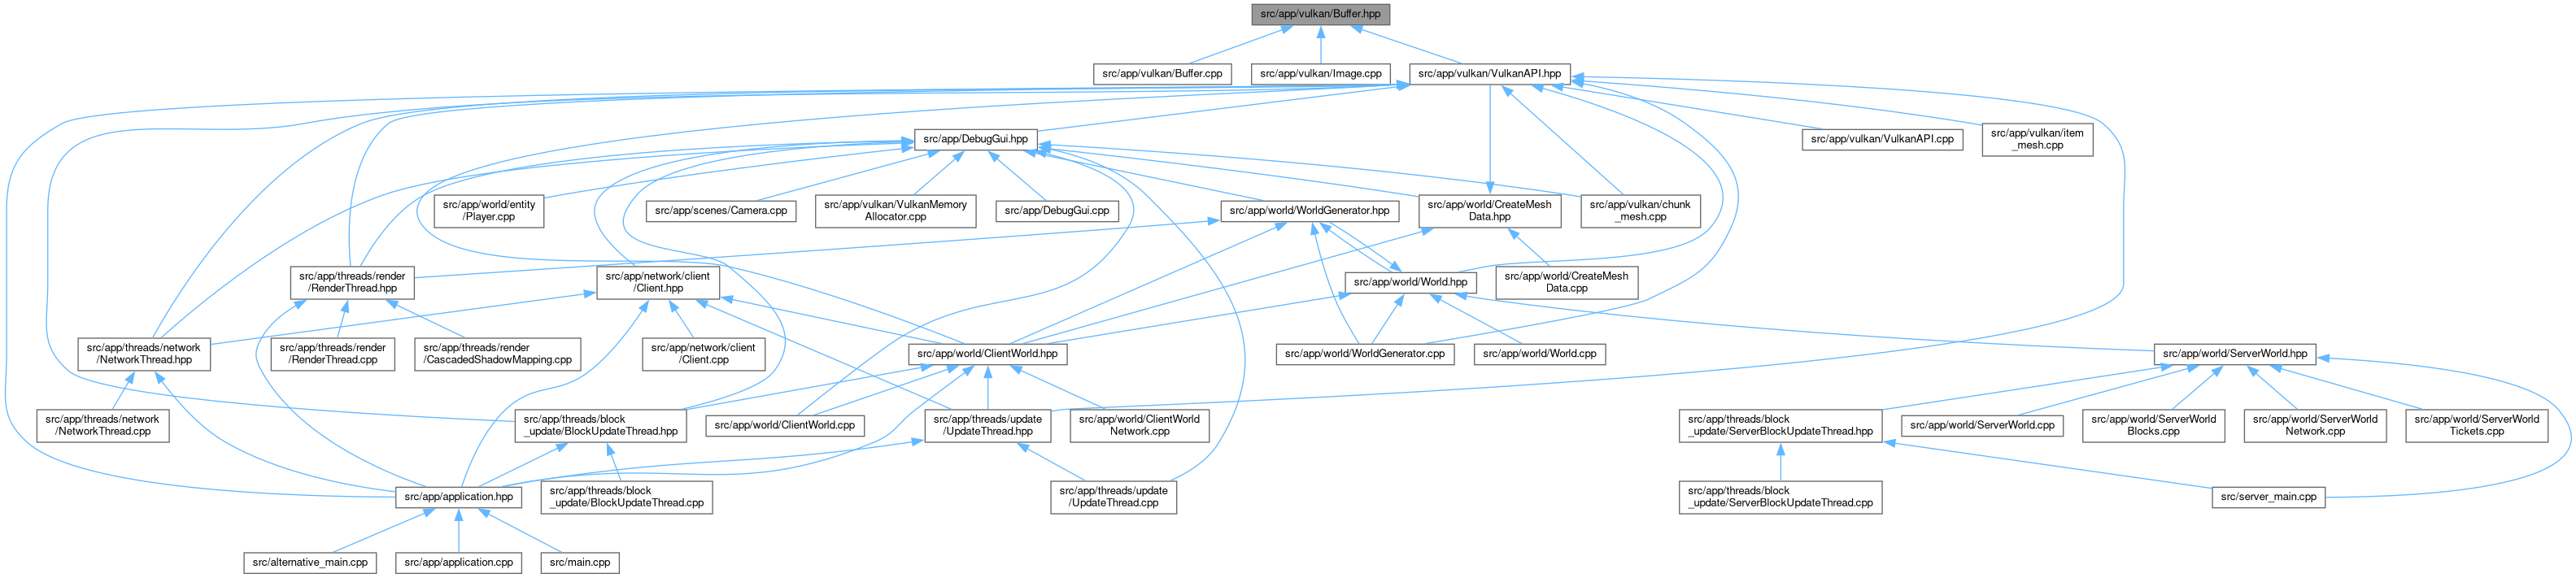 src/app/vulkan/Buffer.hpp
src/app/vulkan/Buffer.cpp
src/app/vulkan/Image.cpp
src/app/vulkan/VulkanAPI.hpp
src/app/DebugGui.hpp
src/app/vulkan/VulkanAPI.cpp
src/app/vulkan/item
_mesh.cpp
src/app/world/entity
/Player.cpp
src/app/scenes/Camera.cpp
src/app/vulkan/VulkanMemory
Allocator.cpp
src/app/DebugGui.cpp
src/app/world/WorldGenerator.hpp
src/app/world/CreateMesh
Data.hpp
src/app/vulkan/chunk
_mesh.cpp
src/app/threads/render
/RenderThread.hpp
src/app/network/client
/Client.hpp
src/app/world/World.hpp
src/app/world/CreateMesh
Data.cpp
src/app/threads/network
/NetworkThread.hpp
src/app/threads/render
/RenderThread.cpp
src/app/threads/render
/CascadedShadowMapping.cpp
src/app/network/client
/Client.cpp
src/app/world/ClientWorld.hpp
src/app/world/WorldGenerator.cpp
src/app/world/World.cpp
src/app/world/ServerWorld.hpp
src/app/threads/network
/NetworkThread.cpp
src/app/threads/block
_update/BlockUpdateThread.hpp
src/app/world/ClientWorld.cpp
src/app/threads/update
/UpdateThread.hpp
src/app/world/ClientWorld
Network.cpp
src/app/threads/block
_update/ServerBlockUpdateThread.hpp
src/app/world/ServerWorld.cpp
src/app/world/ServerWorld
Blocks.cpp
src/app/world/ServerWorld
Network.cpp
src/app/world/ServerWorld
Tickets.cpp
src/app/application.hpp
src/app/threads/block
_update/BlockUpdateThread.cpp
src/app/threads/update
/UpdateThread.cpp
src/app/threads/block
_update/ServerBlockUpdateThread.cpp
src/server_main.cpp
src/alternative_main.cpp
src/app/application.cpp
src/main.cpp